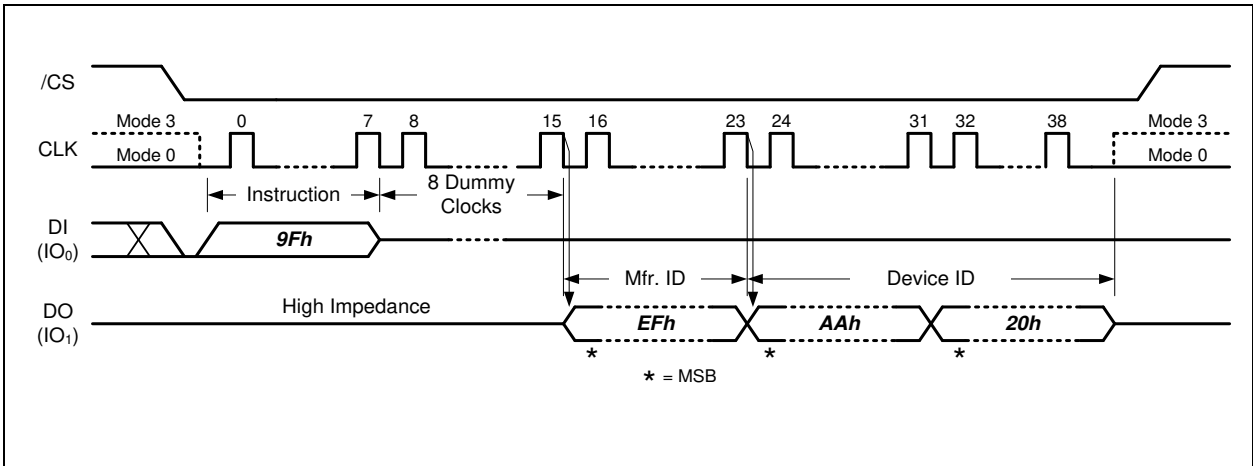 /CS
Mode 3 0 7 8 15 16 23 24 31 32 38 Mode 3
CLK
Mode 0 Mode 0
Instruction 8 Dummy
Clocks
DI
(IO₀)
9Fh
Mfr. ID Device ID
DO
(IO₁)
High Impedance
EFh AAh 20h
* * *
* = MSB